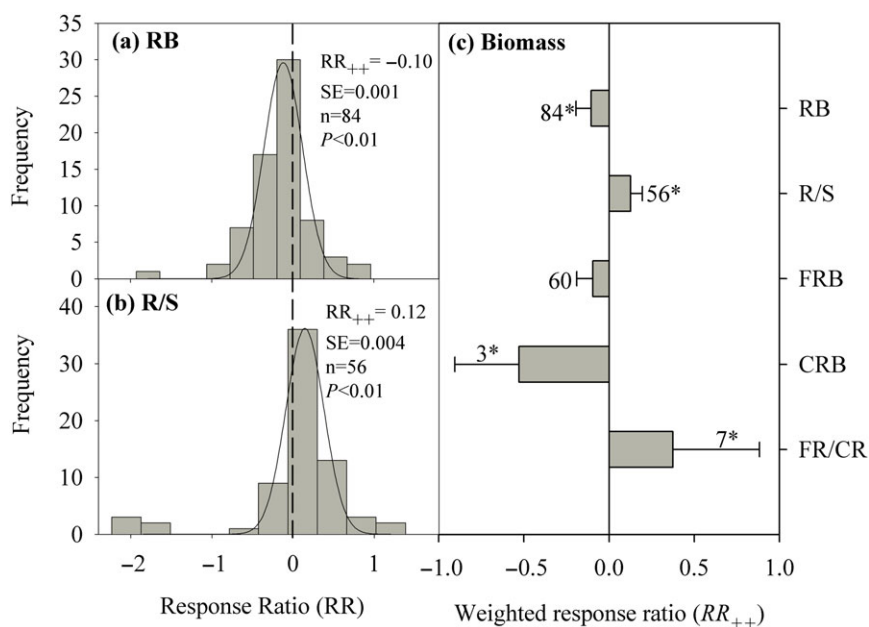 (a) RB
RR++ = −0.10
SE=0.001
n=84
P<0.01
Frequency
35
30
25
20
15
10
5
0
(b) R/S
RR++ = 0.12
SE=0.004
n=56
P<0.01
Frequency
40
30
20
10
0
−2
−1
0
1
Response Ratio (RR)
(c) Biomass
84*
RB
56*
R/S
60
FRB
3*
CRB
7*
FR/CR
-1.0
-0.5
0.0
0.5
1.0
Weighted response ratio (RR++)